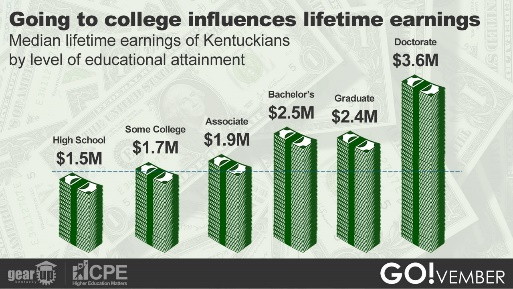 Going to college influences lifetime earnings
Median lifetime earnings of Kentuckians
by level of educational attainment
High School
$1.5M
Some College
$1.7M
Associate
$1.9M
Bachelor's
$2.5M
Graduate
$2.4M
Doctorate
$3.6M
gear up
CPE
Higher Education Matters
GO!VEMBER